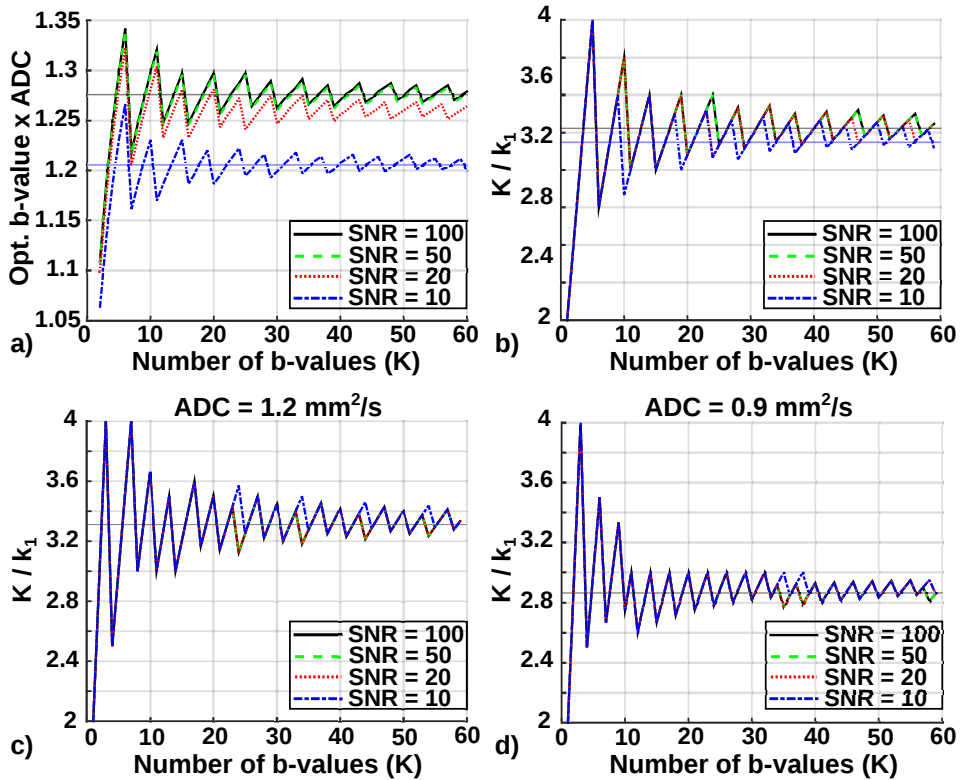 1.35
1.3
1.25
1.2
1.15
1.1
1.05
Opt. b-value x ADC
SNR = 100
SNR = 50
SNR = 20
SNR = 10
0 10 20 30 40 50 60
a) Number of b-values (K)
4
3.6
3.2
2.8
2.4
2
K / k1
SNR = 100
SNR = 50
SNR = 20
SNR = 10
0 10 20 30 40 50 60
b) Number of b-values (K)
ADC = 1.2 mm²/s
4
3.6
3.2
2.8
2.4
2
K / k1
SNR = 100
SNR = 50
SNR = 20
SNR = 10
0 10 20 30 40 50 60
c) Number of b-values (K)
ADC = 0.9 mm²/s
4
3.6
3.2
2.8
2.4
2
K / k1
SNR = 100
SNR = 50
SNR = 20
SNR = 10
0 10 20 30 40 50 60
d) Number of b-values (K)